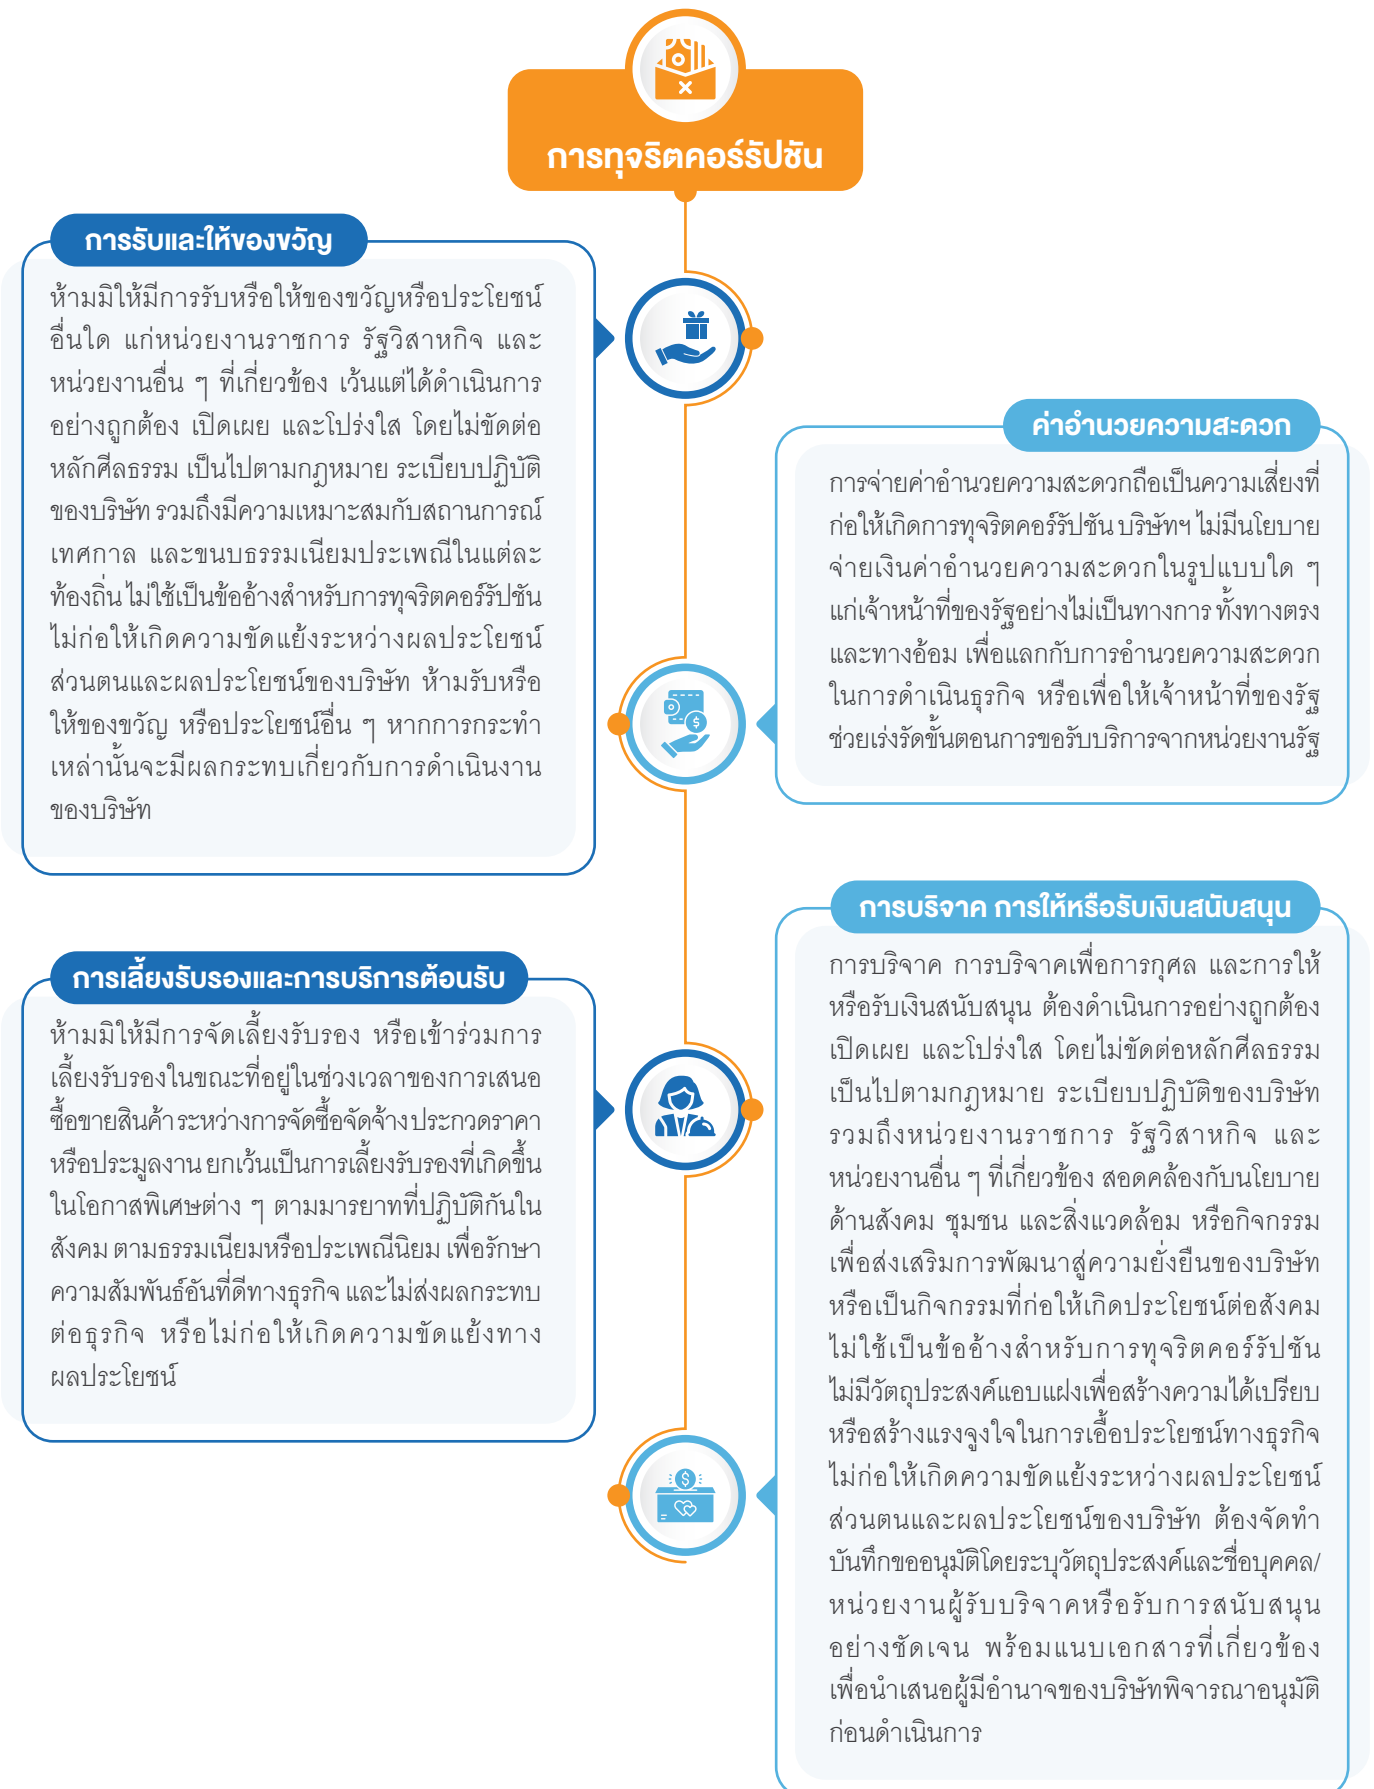 การทุจริตคอร์รัปชัน
การรับและให้ของขวัญ
ห้ามมิให้มีการรับหรือให้ของขวัญหรือประโยชน์
อื่นใด แก่หน่วยงานราชการ รัฐวิสาหกิจ และ
หน่วยงานอื่น ๆ ที่เกี่ยวข้อง เว้นแต่ได้ดำเนินการ
อย่างถูกต้อง เปิดเผย และโปร่งใส โดยไม่ขัดต่อ
หลักศีลธรรม เป็นไปตามกฎหมาย ระเบียบปฏิบัติ
ของบริษัท รวมถึงมีความเหมาะสมกับสถานการณ์
เทศกาล และขนบธรรมเนียมประเพณีในแต่ละ
ท้องถิ่น ไม่ใช้เป็นข้ออ้างสำหรับการทุจริตคอร์รัปชัน
ไม่ก่อให้เกิดความขัดแย้งระหว่างผลประโยชน์
ส่วนตนและผลประโยชน์ของบริษัท ห้ามรับหรือ
ให้ของขวัญ หรือประโยชน์อื่น ๆ หากการกระทำ
เหล่านั้นจะมีผลกระทบเกี่ยวกับการดำเนินงาน
ของบริษัท
ค่าอำนวยความสะดวก
การจ่ายค่าอำนวยความสะดวกถือเป็นความเสี่ยงที่
ก่อให้เกิดการทุจริตคอร์รัปชัน บริษัทฯ ไม่มีนโยบาย
จ่ายเงินค่าอำนวยความสะดวกในรูปแบบใด ๆ
แก่เจ้าหน้าที่ของรัฐอย่างไม่เป็นทางการ ทั้งทางตรง
และทางอ้อม เพื่อแลกกับการอำนวยความสะดวก
ในการดำเนินธุรกิจ หรือเพื่อให้เจ้าหน้าที่ของรัฐ
ช่วยเร่งรัดขั้นตอนการขอรับบริการจากหน่วยงานรัฐ
การเลี้ยงรับรองและการบริการต้อนรับ
ห้ามมิให้มีการจัดเลี้ยงรับรอง หรือเข้าร่วมการ
เลี้ยงรับรองในขณะที่อยู่ในช่วงเวลาของการเสนอ
ซื้อขายสินค้า ระหว่างการจัดซื้อจัดจ้าง ประกวดราคา
หรือประมูลงาน ยกเว้นเป็นการเลี้ยงรับรองที่เกิดขึ้น
ในโอกาสพิเศษต่าง ๆ ตามมารยาทที่ปฏิบัติกันใน
สังคม ตามธรรมเนียมหรือประเพณีนิยม เพื่อรักษา
ความสัมพันธ์อันที่ดีทางธุรกิจ และไม่ส่งผลกระทบ
ต่อธุรกิจ หรือไม่ก่อให้เกิดความขัดแย้งทาง
ผลประโยชน์
การบริจาค การให้หรือรับเงินสนับสนุน
การบริจาค การบริจาคเพื่อการกุศล และการให้
หรือรับเงินสนับสนุน ต้องดำเนินการอย่างถูกต้อง
เปิดเผย และโปร่งใส โดยไม่ขัดต่อหลักศีลธรรม
เป็นไปตามกฎหมาย ระเบียบปฏิบัติของบริษัท
รวมถึงหน่วยงานราชการ รัฐวิสาหกิจ และ
หน่วยงานอื่น ๆ ที่เกี่ยวข้อง สอดคล้องกับนโยบาย
ด้านสังคม ชุมชน และสิ่งแวดล้อม หรือกิจกรรม
เพื่อส่งเสริมการพัฒนาสู่ความยั่งยืนของบริษัท
หรือเป็นกิจกรรมที่ก่อให้เกิดประโยชน์ต่อสังคม
ไม่ใช้เป็นข้ออ้างสำหรับการทุจริตคอร์รัปชัน
ไม่มีวัตถุประสงค์แอบแฝงเพื่อสร้างความได้เปรียบ
หรือสร้างแรงจูงใจในการเอื้อประโยชน์ทางธุรกิจ
ไม่ก่อให้เกิดความขัดแย้งระหว่างผลประโยชน์
ส่วนตนและผลประโยชน์ของบริษัท ต้องจัดทำ
บันทึกขออนุมัติโดยระบุวัตถุประสงค์และชื่อบุคคล/
หน่วยงานผู้รับบริจาคหรือรับการสนับสนุน
อย่างชัดเจน พร้อมแนบเอกสารที่เกี่ยวข้อง
เพื่อนำเสนอผู้มีอำนาจของบริษัทพิจารณาอนุมัติ
ก่อนดำเนินการ